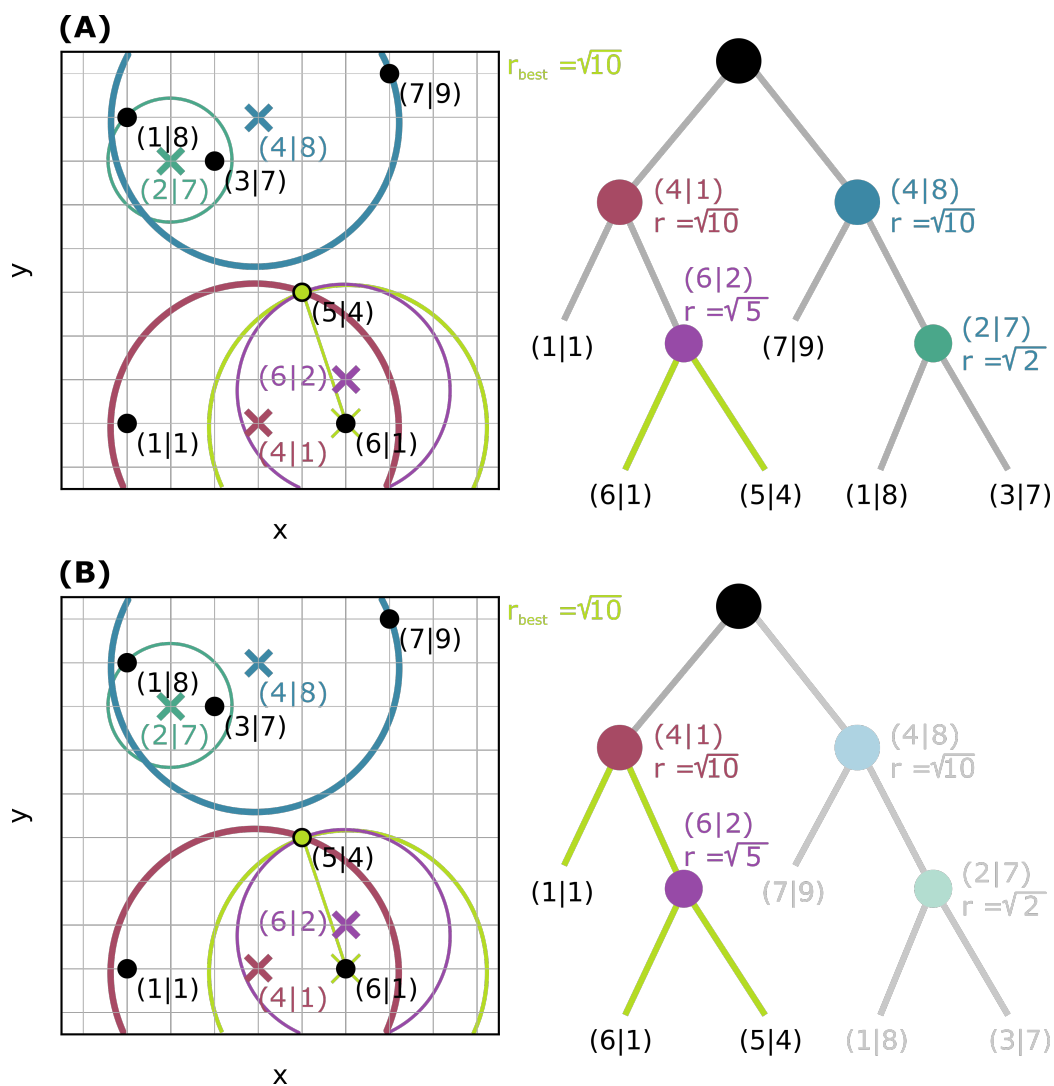 (A)
r_best = √10
(7|9)
(1|8)
(4|8)
(3|7)
(2|7)
(5|4)
(6|2)
(1|1)
(4|1)
(6|1)
y
x
(4|1)
r = √10
(4|8)
r = √10
(6|2)
r = √5
(1|1)
(7|9)
(2|7)
r = √2
(6|1)
(5|4)
(1|8)
(3|7)
(B)
r_best = √10
(7|9)
(1|8)
(4|8)
(3|7)
(2|7)
(5|4)
(6|2)
(1|1)
(4|1)
(6|1)
y
x
(4|1)
r = √10
(4|8)
r = √10
(6|2)
r = √5
(1|1)
(7|9)
(2|7)
r = √2
(6|1)
(5|4)
(1|8)
(3|7)